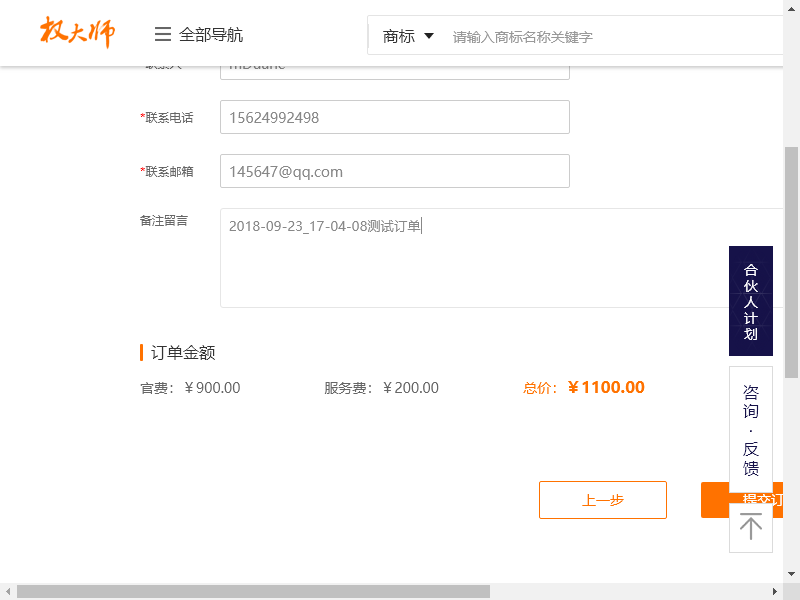 权大师
全部导航
商标
请输入商标名称关键字
*联系电话
15624992498
*联系邮箱
145647@qq.com
备注留言
2018-09-23_17-04-08测试订单
合伙人计划
订单金额
官费：￥900.00
服务费：￥200.00
总价：￥1100.00
咨询·反馈
上一步
提交订